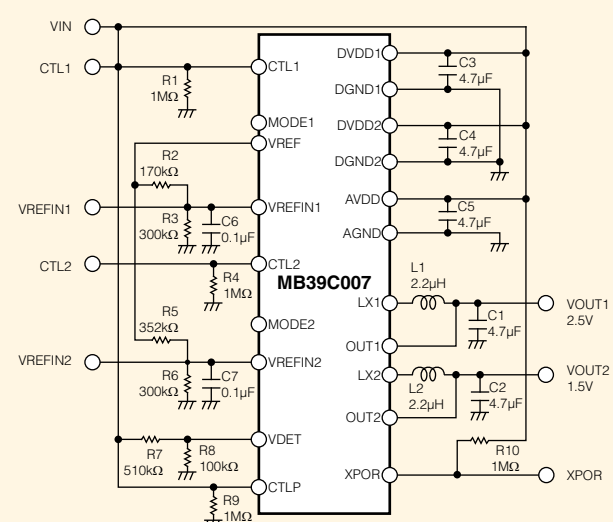 VIN
CTL1
R1
1MΩ
R2
170kΩ
VREFIN1
R3
300kΩ
C6
0.1µF
CTL2
R4
1MΩ
R5
352kΩ
VREFIN2
R6
300kΩ
C7
0.1µF
R7
510kΩ
R8
100kΩ
R9
1MΩ
CTL1
MODE1
VREF
VREFIN1
CTL2
MB39C007
MODE2
VREFIN2
VDET
CTLP
DVDD1
DGND1
DVDD2
DGND2
AVDD
AGND
LX1
OUT1
LX2
OUT2
XPOR
C3
4.7µF
C4
4.7µF
C5
4.7µF
L1
2.2µH
C1
4.7µF
VOUT1
2.5V
L2
2.2µH
C2
4.7µF
VOUT2
1.5V
R10
1MΩ
XPOR